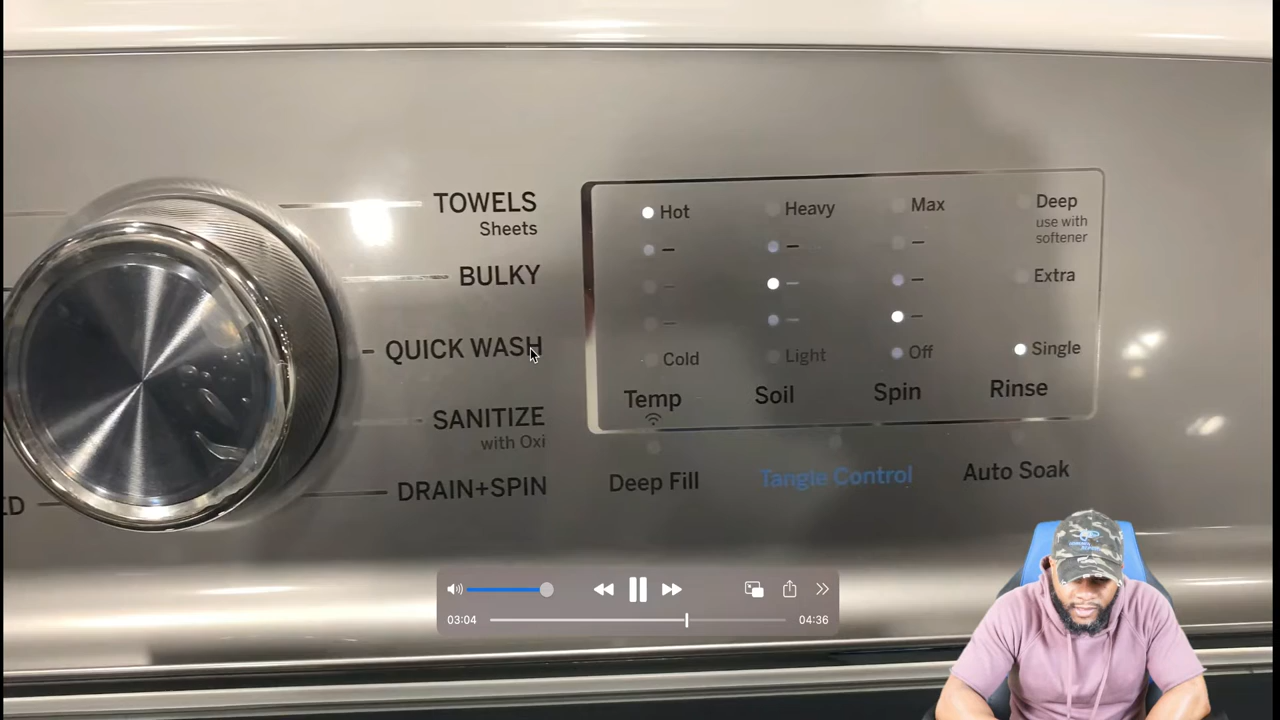 TOWELS
Sheets
BULKY
QUICK WASH
SANITIZE
with Oxi
DRAIN+SPIN
ED
Hot
Cold
Temp
Heavy
Light
Soil
Max
Off
Spin
Deep
use with
softener
Extra
Single
Rinse
Deep Fill
Tangle Control
Auto Soak
03:04
04:36